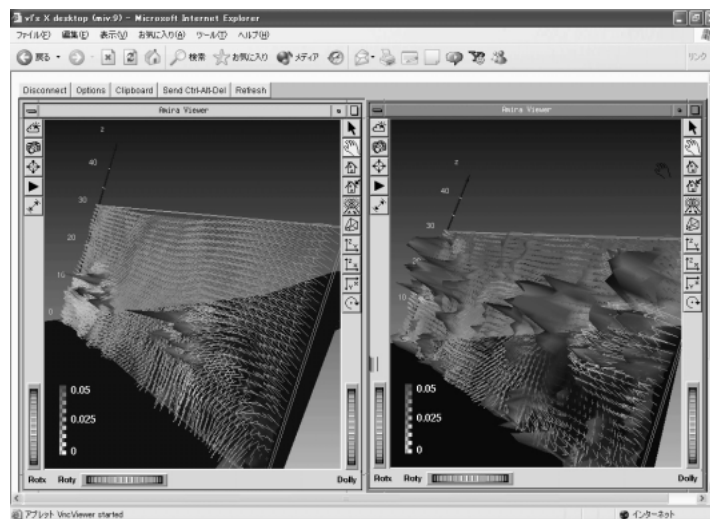 vf's X desktop (miv:9) - Microsoft Internet Explorer
ファイル(F) 編集(E) 表示(V) お気に入り(A) ツール(T) ヘルプ(H)
戻る 検索 お気に入り メディア リンク
Disconnect Options Clipboard Send Ctrl-Alt-Del Refresh
Amira Viewer
z
40
30
20
10
0
0.05
0.025
0
Rotx Roty Dolly
Amira Viewer
z
40
30
20
10
0.05
0.025
0
Rotx Roty Dolly
アプレット VncViewer started インターネット